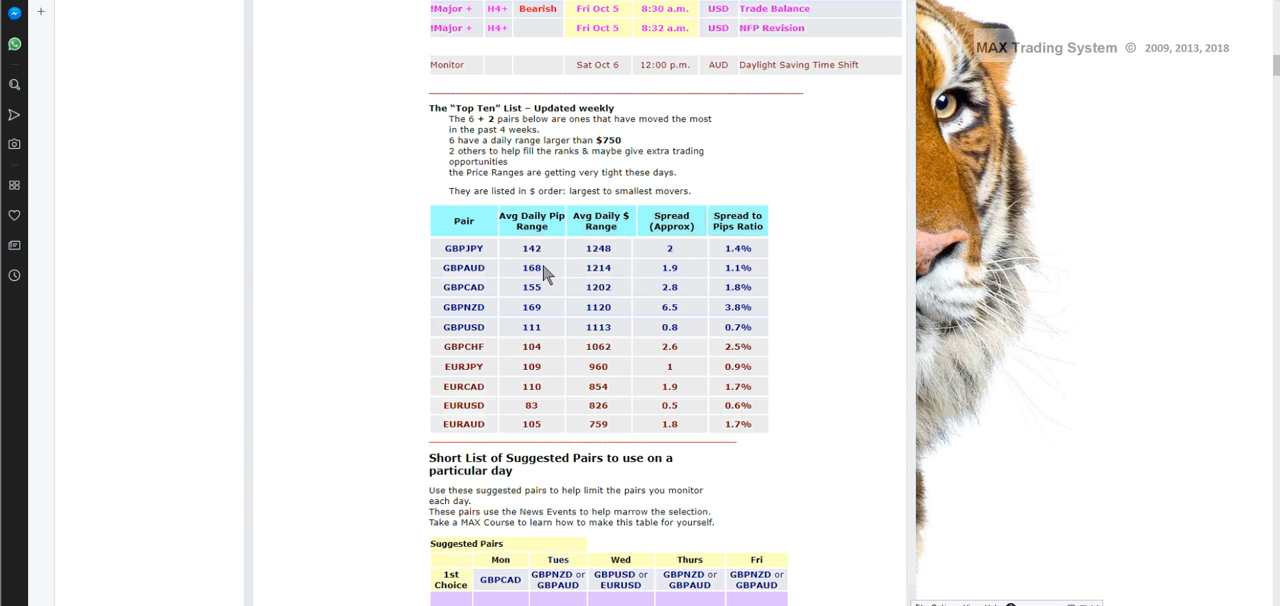 !Major + H4+ Bearish Fri Oct 5 8:30 a.m. USD Trade Balance
!Major + H4+ Fri Oct 5 8:32 a.m. USD NFP Revision
MAX Trading System © 2009, 2013, 2018
Monitor Sat Oct 6 12:00 p.m. AUD Daylight Saving Time Shift
The “Top Ten” List – Updated weekly
The 6 + 2 pairs below are ones that have moved the most
in the past 4 weeks.
6 have a daily range larger than $750
2 others to help fill the ranks & maybe give extra trading
opportunities
the Price Ranges are getting very tight these days.
They are listed in $ order: largest to smallest movers.
Pair Avg Daily Pip Range Avg Daily $ Range Spread (Approx) Spread to Pips Ratio
GBPJPY 142 1248 2 1.4%
GBPAUD 168 1214 1.9 1.1%
GBPCAD 155 1202 2.8 1.8%
GBPNZD 169 1120 6.5 3.8%
GBPUSD 111 1113 0.8 0.7%
GBPCHF 104 1062 2.6 2.5%
EURJPY 109 960 1 0.9%
EURCAD 110 854 1.9 1.7%
EURUSD 83 826 0.5 0.6%
EURAUD 105 759 1.8 1.7%
Short List of Suggested Pairs to use on a
particular day
Use these suggested pairs to help limit the pairs you monitor
each day.
These pairs use the News Events to help marrow the selection.
Take a MAX Course to learn how to make this table for yourself.
Suggested Pairs
Mon Tues Wed Thurs Fri
1st Choice GBPCAD GBPNZD or GBPAUD GBPUSD or EURUSD GBPNZD or GBPAUD GBPNZD or GBPAUD